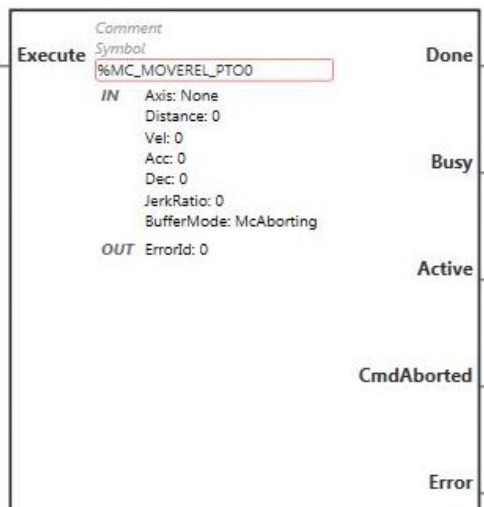 Comment
Symbol
Execute
%MC_MOVEREL_PTO0
IN Axis: None
Distance: 0
Vel: 0
Acc: 0
Dec: 0
JerkRatio: 0
BufferMode: McAborting
OUT ErrorId: 0
Done
Busy
Active
CmdAborted
Error